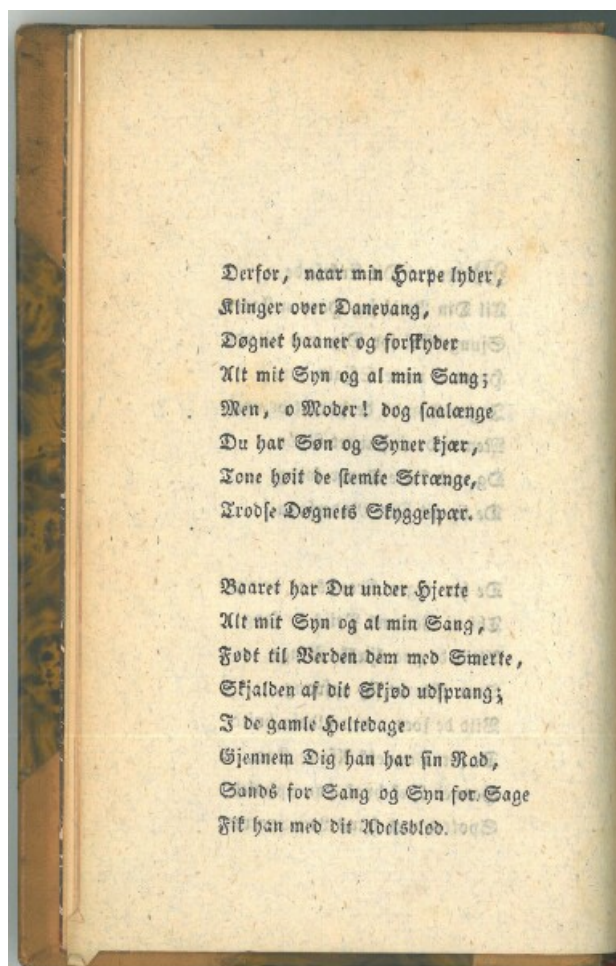 Derfor, naar min Harpe lyder,
Klinger over Danevang,
Døgnet haaner og forskyder
Alt mit Syn og al min Sang;
Men, o Moder! dog saalænge
Du har Søn og Syner kjær,
Tone høit de stemte Strænge,
Trodse Døgnets Skyggespær.
Baaret har Du under Hjerte
Alt mit Syn og al min Sang,
Født til Verden dem med Smerte,
Skjalden af dit Skjød udsprang;
I de gamle Heltedage
Gjennem Dig han har sin Rod,
Sands for Sang og Syn for Sage
Fik han med dit Adelsblod.